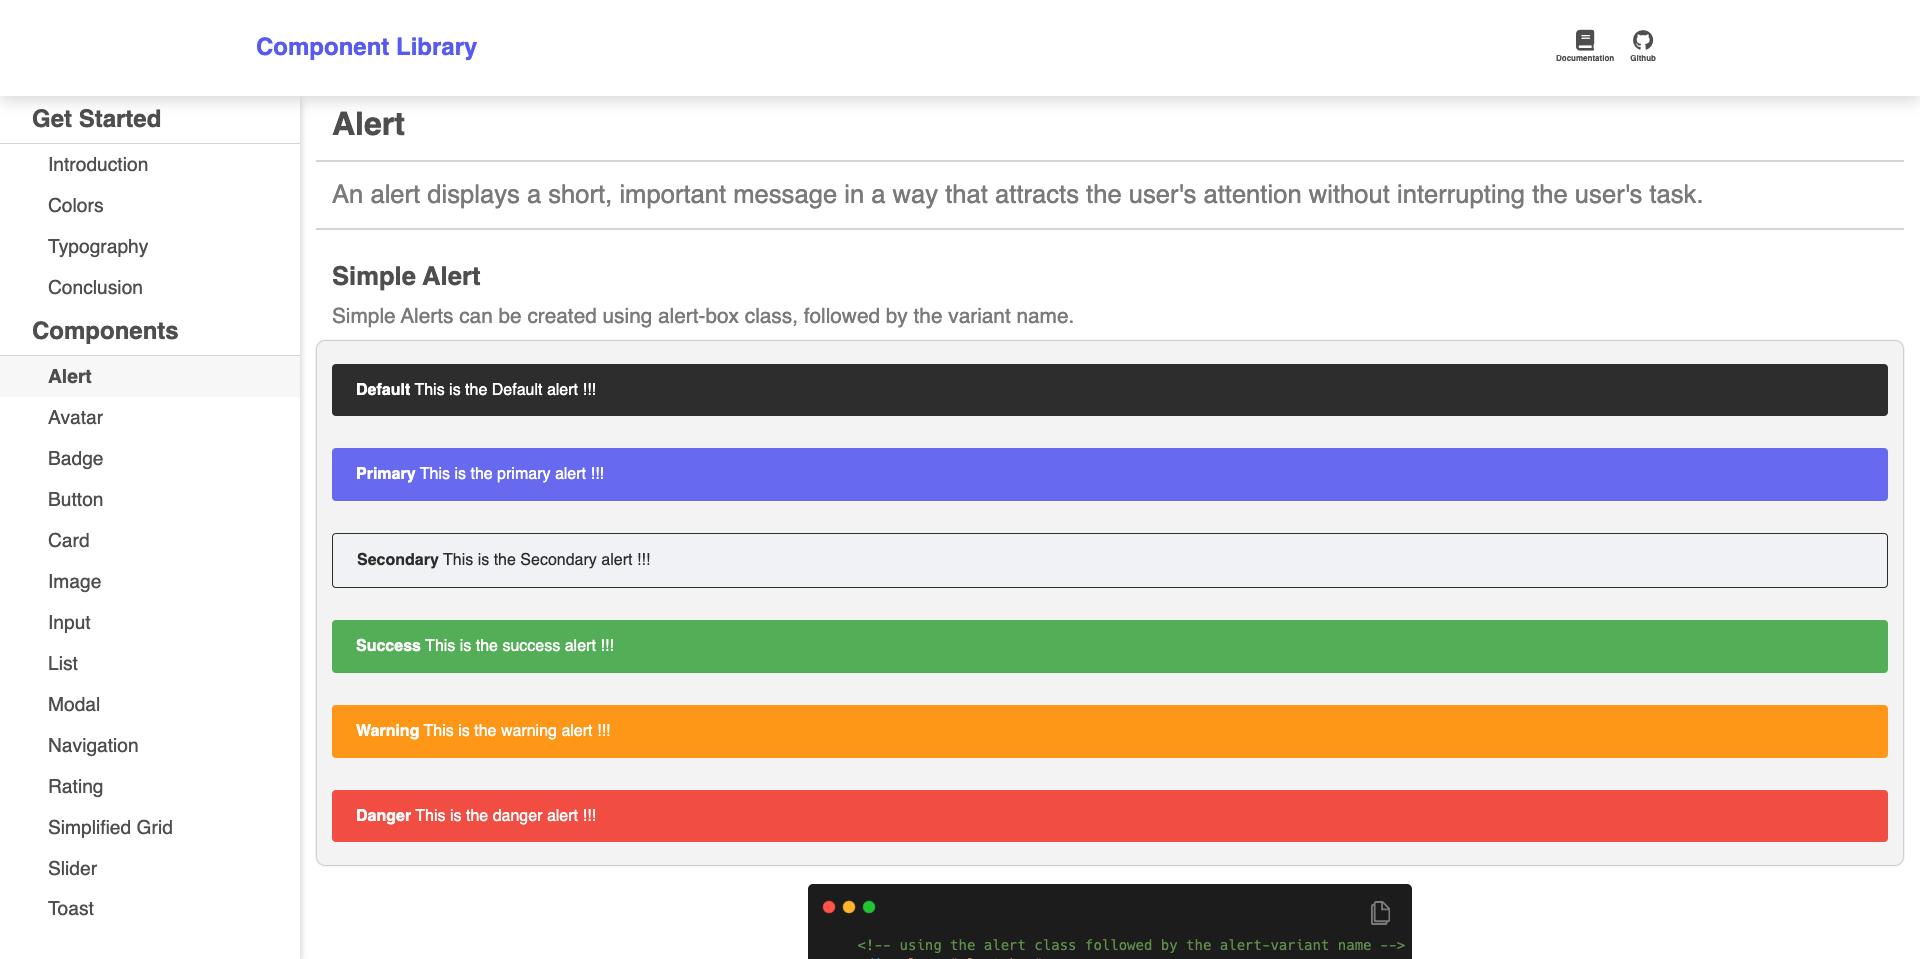 Component Library
Documentation
Github
Get Started
Introduction
Colors
Typography
Conclusion
Components
Alert
Avatar
Badge
Button
Card
Image
Input
List
Modal
Navigation
Rating
Simplified Grid
Slider
Toast
Alert
An alert displays a short, important message in a way that attracts the user's attention without interrupting the user's task.
Simple Alert
Simple Alerts can be created using alert-box class, followed by the variant name.
Default This is the Default alert !!!
Primary This is the primary alert !!!
Secondary This is the Secondary alert !!!
Success This is the success alert !!!
Warning This is the warning alert !!!
Danger This is the danger alert !!!
<!-- using the alert class followed by the alert-variant name -->